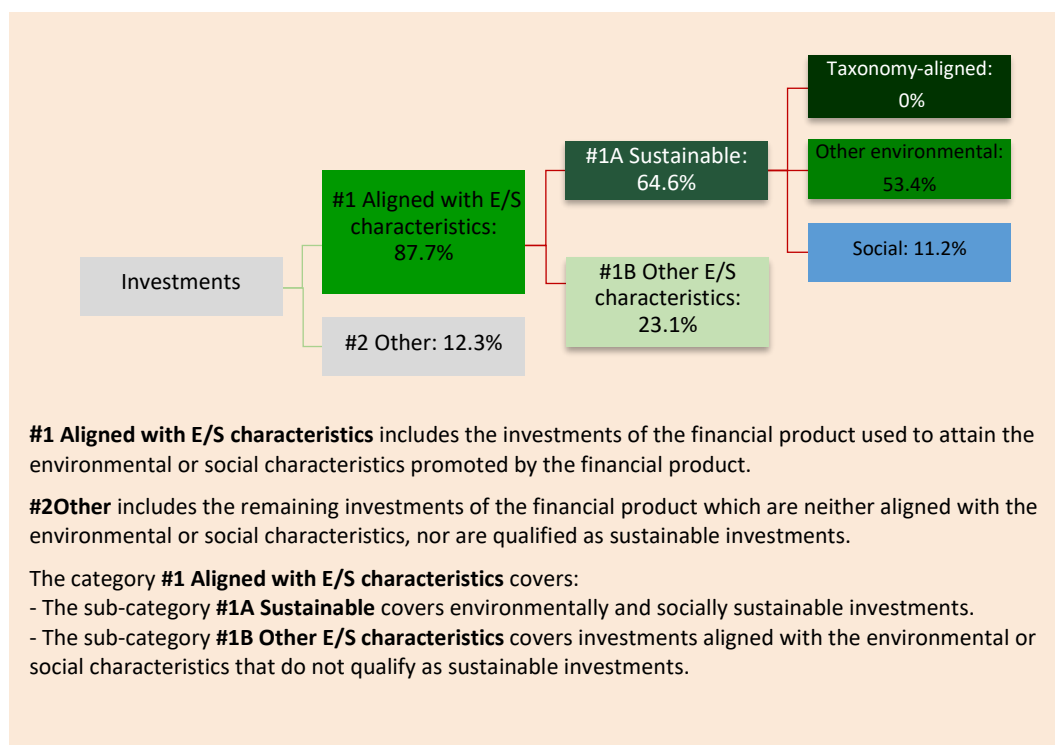 Taxonomy-aligned:
0%
#1A Sustainable:
64.6%
Other environmental:
53.4%
#1 Aligned with E/S
characteristics:
87.7%
Social: 11.2%
Investments
#1B Other E/S
characteristics:
23.1%
#2 Other: 12.3%
#1 Aligned with E/S characteristics includes the investments of the financial product used to attain the
environmental or social characteristics promoted by the financial product.
#2Other includes the remaining investments of the financial product which are neither aligned with the
environmental or social characteristics, nor are qualified as sustainable investments.
The category #1 Aligned with E/S characteristics covers:
- The sub-category #1A Sustainable covers environmentally and socially sustainable investments.
- The sub-category #1B Other E/S characteristics covers investments aligned with the environmental or
social characteristics that do not qualify as sustainable investments.